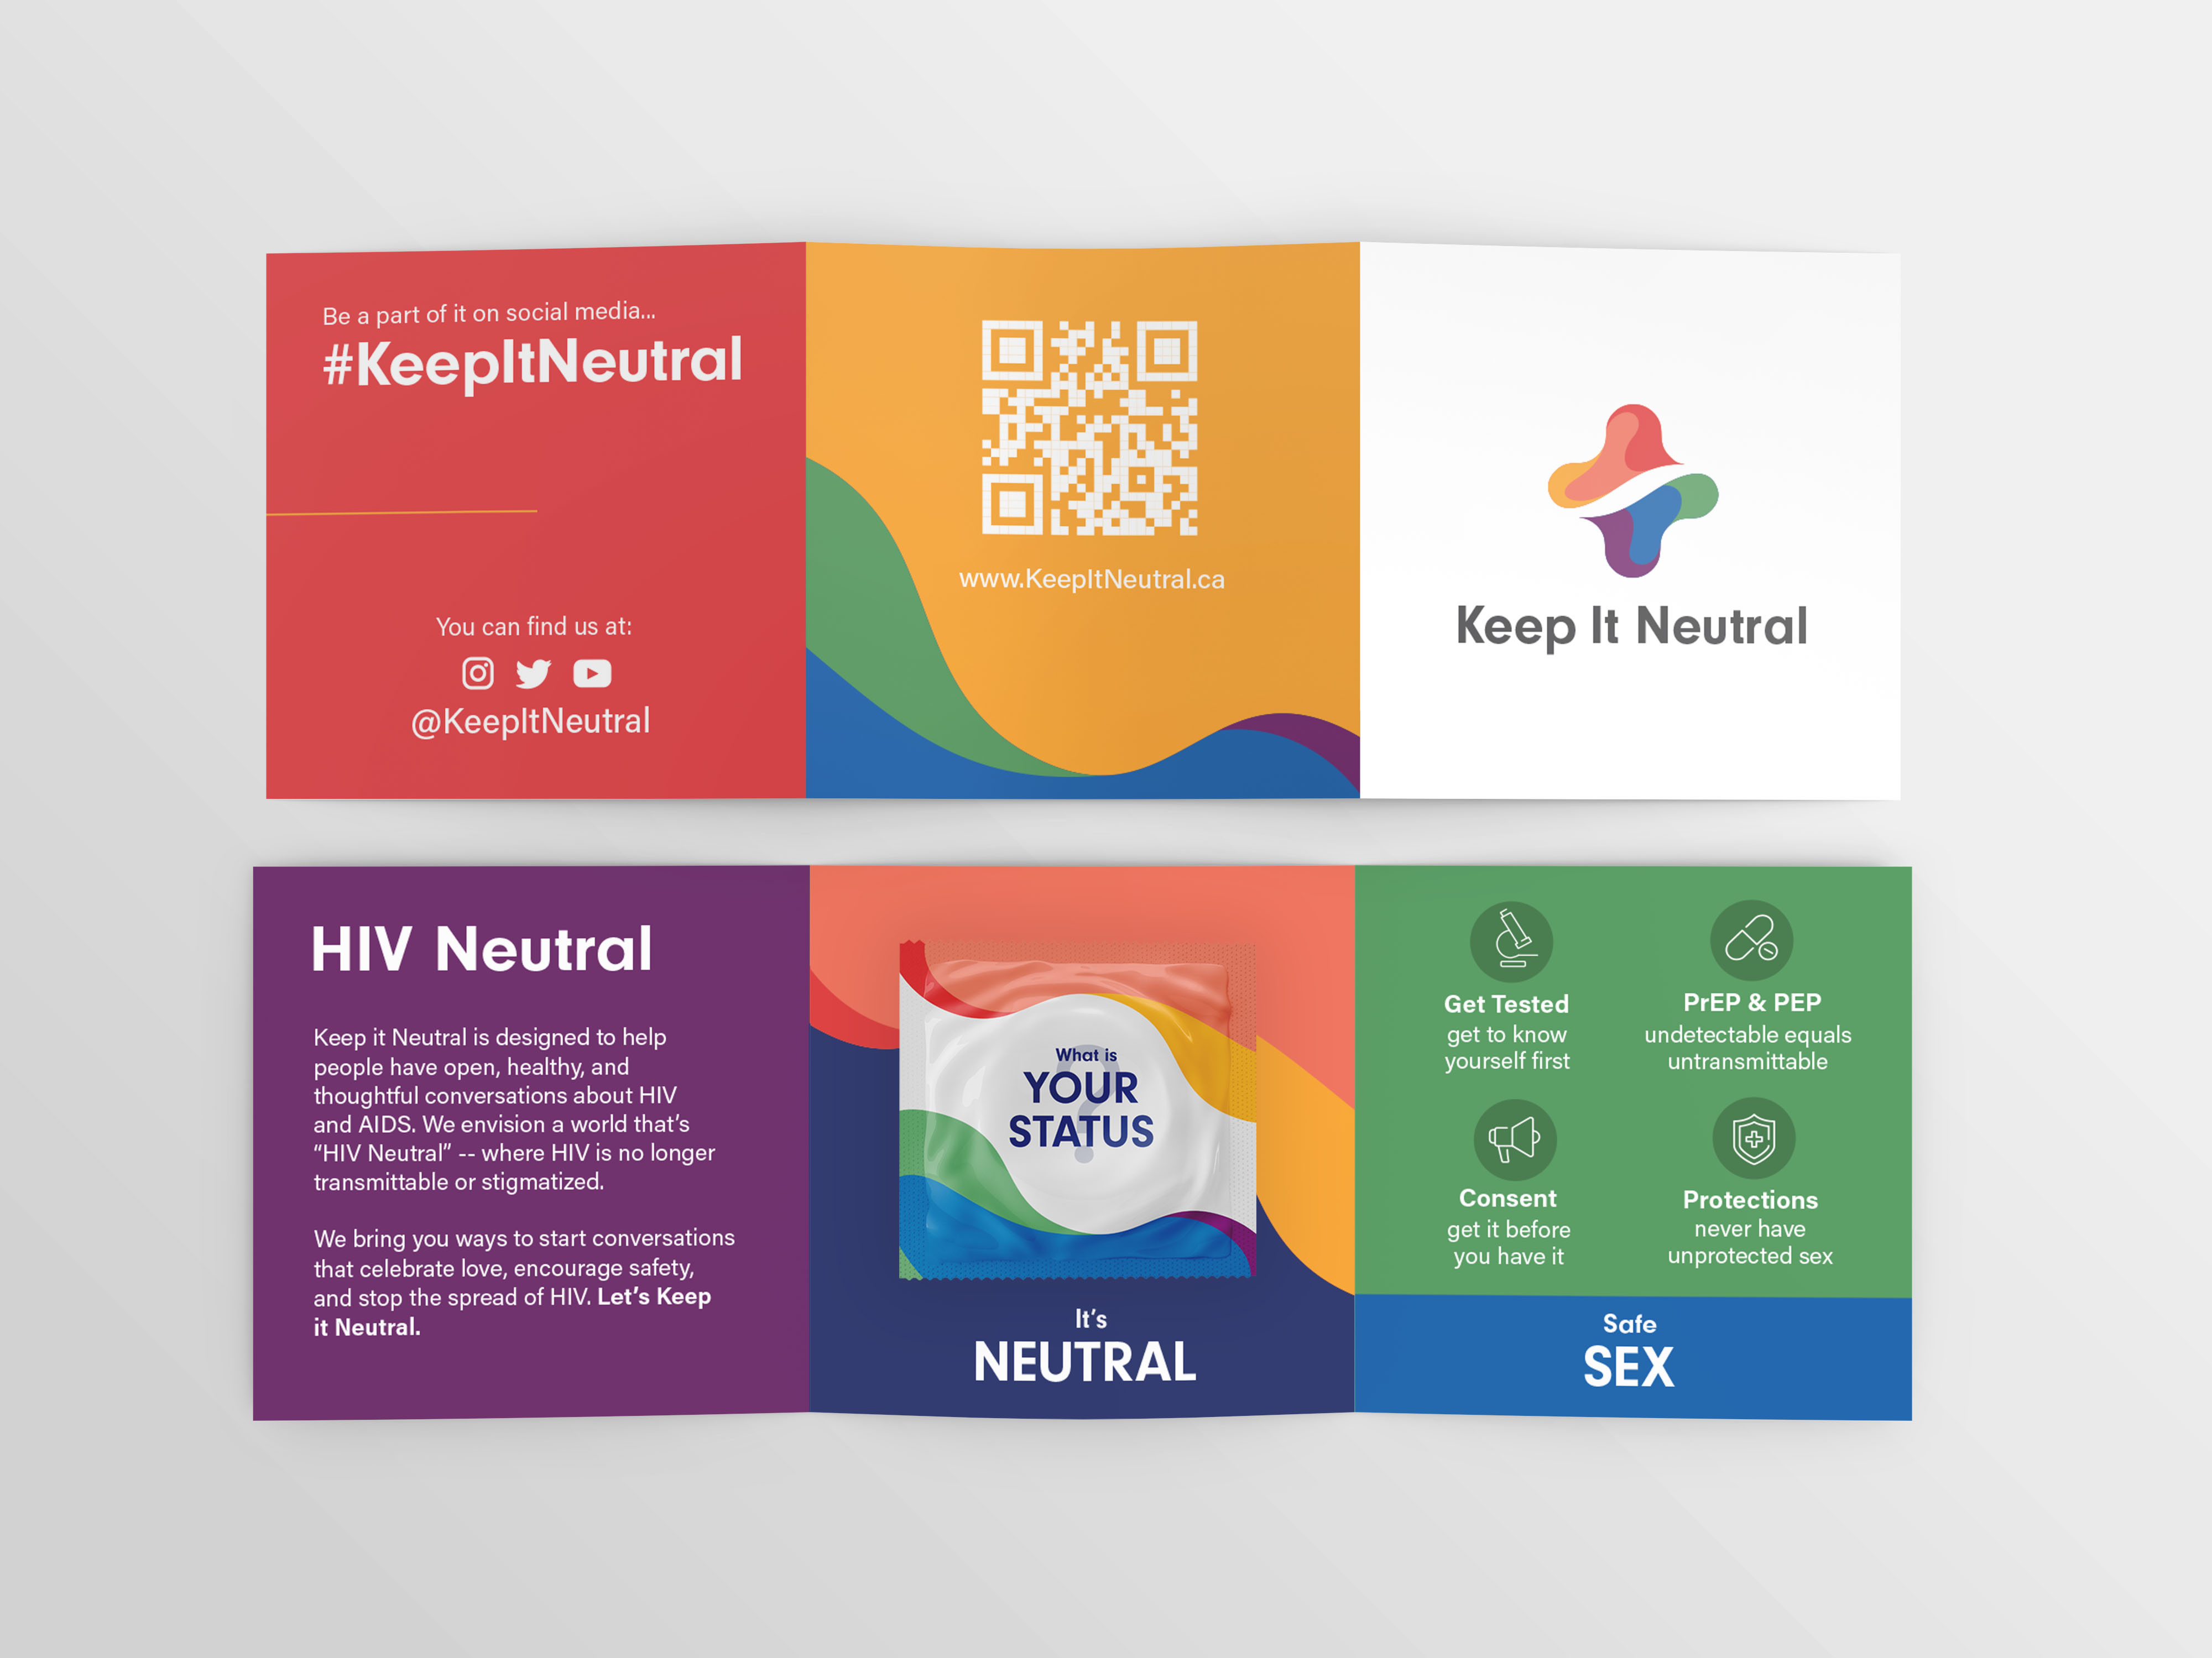 Be a part of it on social media...
#KeepItNeutral
You can find us at:
@KeepItNeutral
www.KeepItNeutral.ca
Keep It Neutral
HIV Neutral
Keep it Neutral is designed to help
people have open, healthy, and
thoughtful conversations about HIV
and AIDS. We envision a world that's
“HIV Neutral” -- where HIV is no longer
transmittable or stigmatized.
We bring you ways to start conversations
that celebrate love, encourage safety,
and stop the spread of HIV. Let's Keep
it Neutral.
?
What is
YOUR
STATUS
It's
NEUTRAL
Get Tested
get to know
yourself first
PrEP & PEP
undetectable equals
untransmittable
Consent
get it before
you have it
Protections
never have
unprotected sex
Safe
SEX